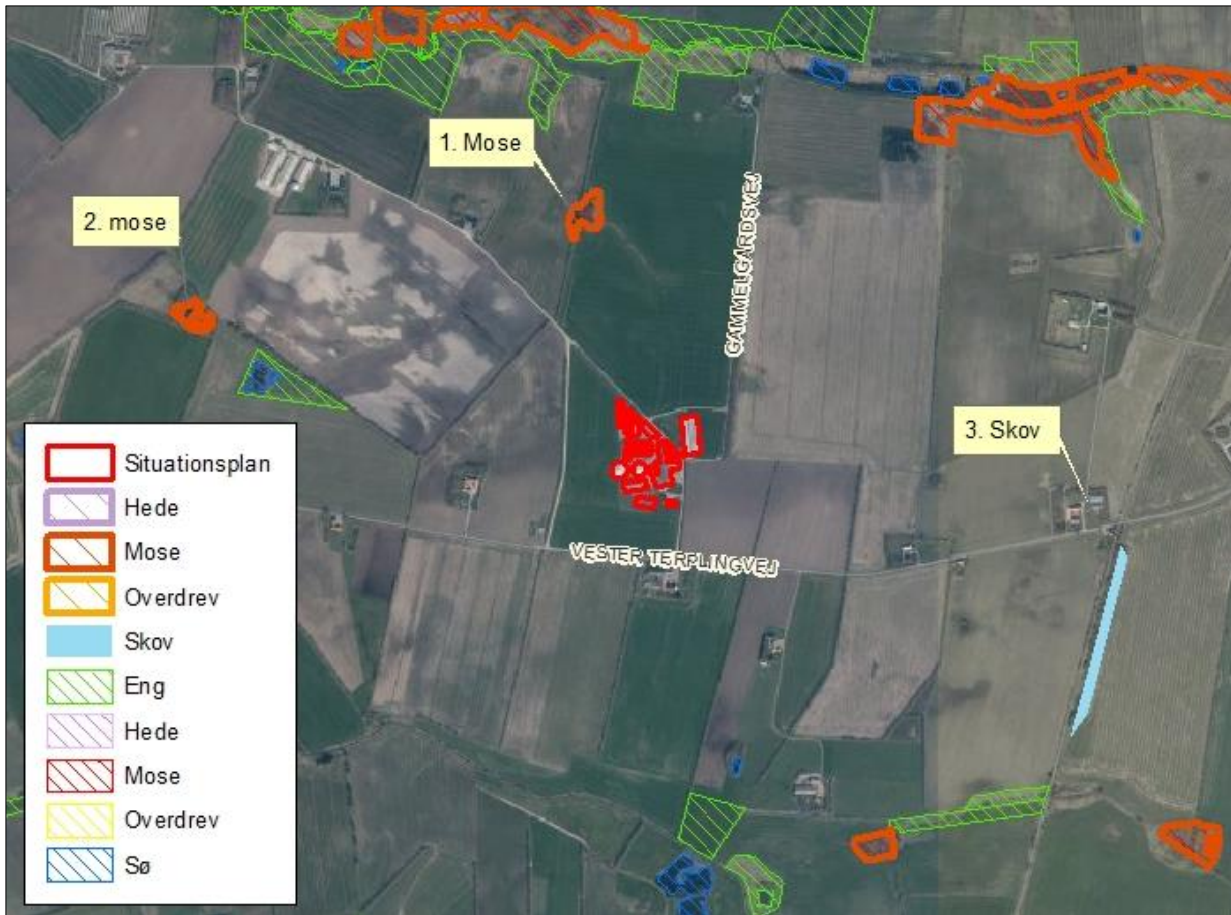 1. Mose
2. mose
GAMMELGÅRDSVEJ
3. Skov
VESTER TERPLINGVEJ
Situationsplan
Hede
Mose
Overdrev
Skov
Eng
Hede
Mose
Overdrev
Sø